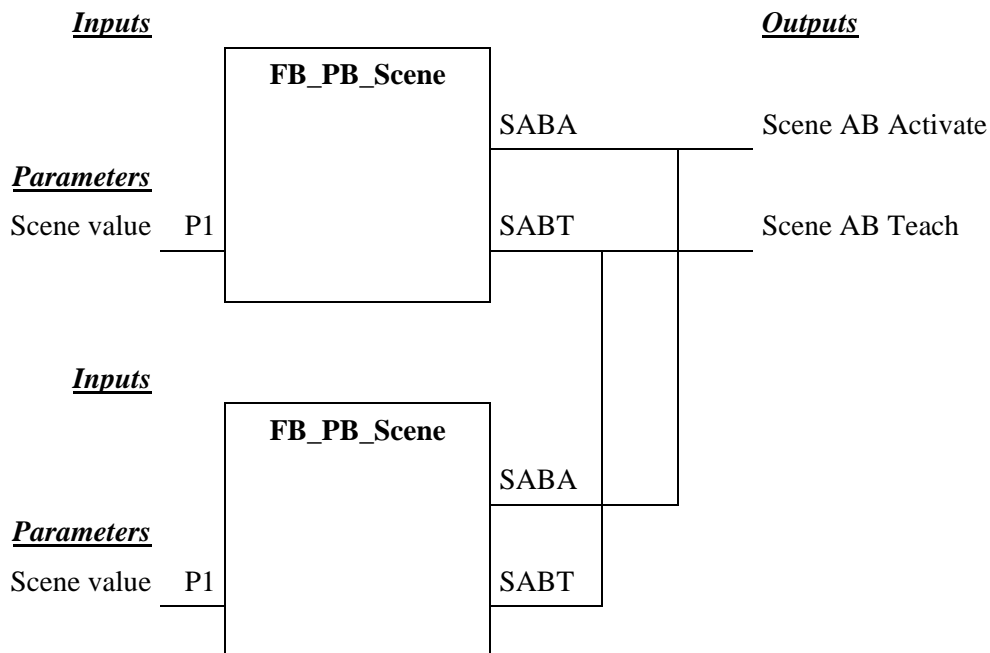 Inputs
Outputs
FB_PB_Scene
SABA
Scene AB Activate
Parameters
Scene value P1
SABT
Scene AB Teach
Inputs
FB_PB_Scene
SABA
Parameters
Scene value P1
SABT